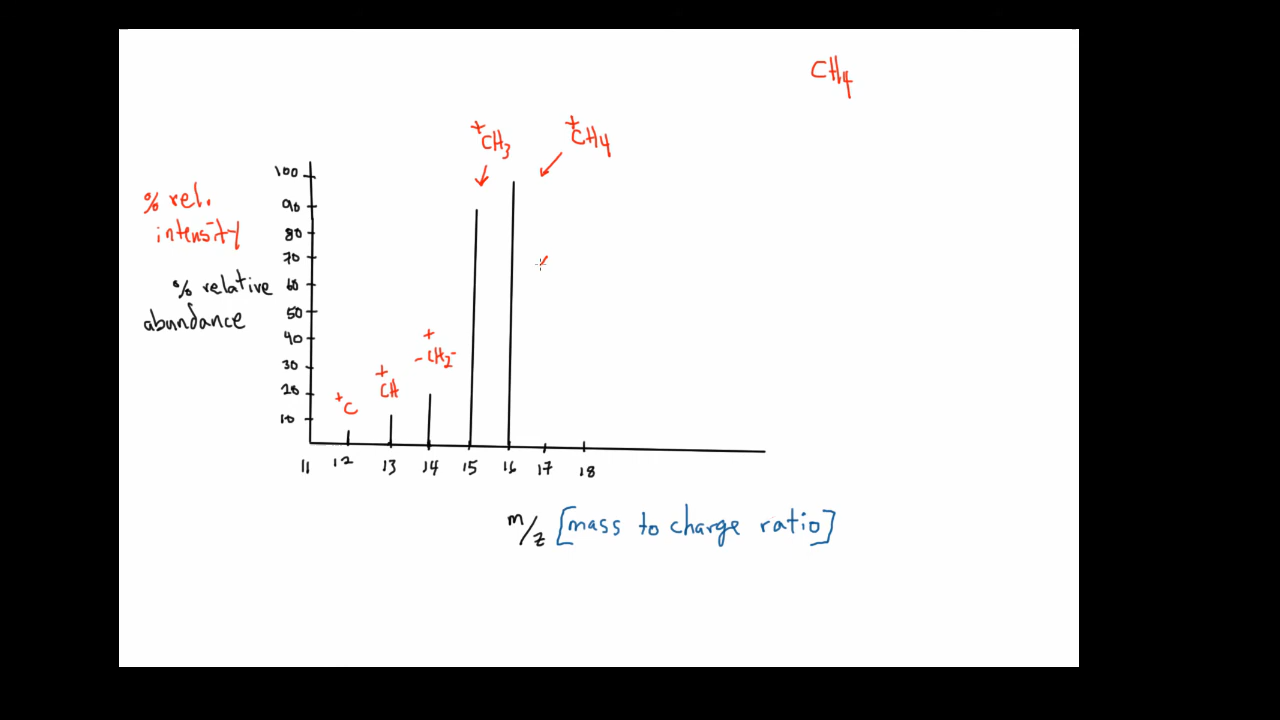 CH4
+CH3
+CH4
% rel.
intensity
% relative
abundance
100
90
80
70
60
50
40
30
20
10
+
-CH2-
+
CH
+C
11 12 13 14 15 16 17 18
m/z [mass to charge ratio]